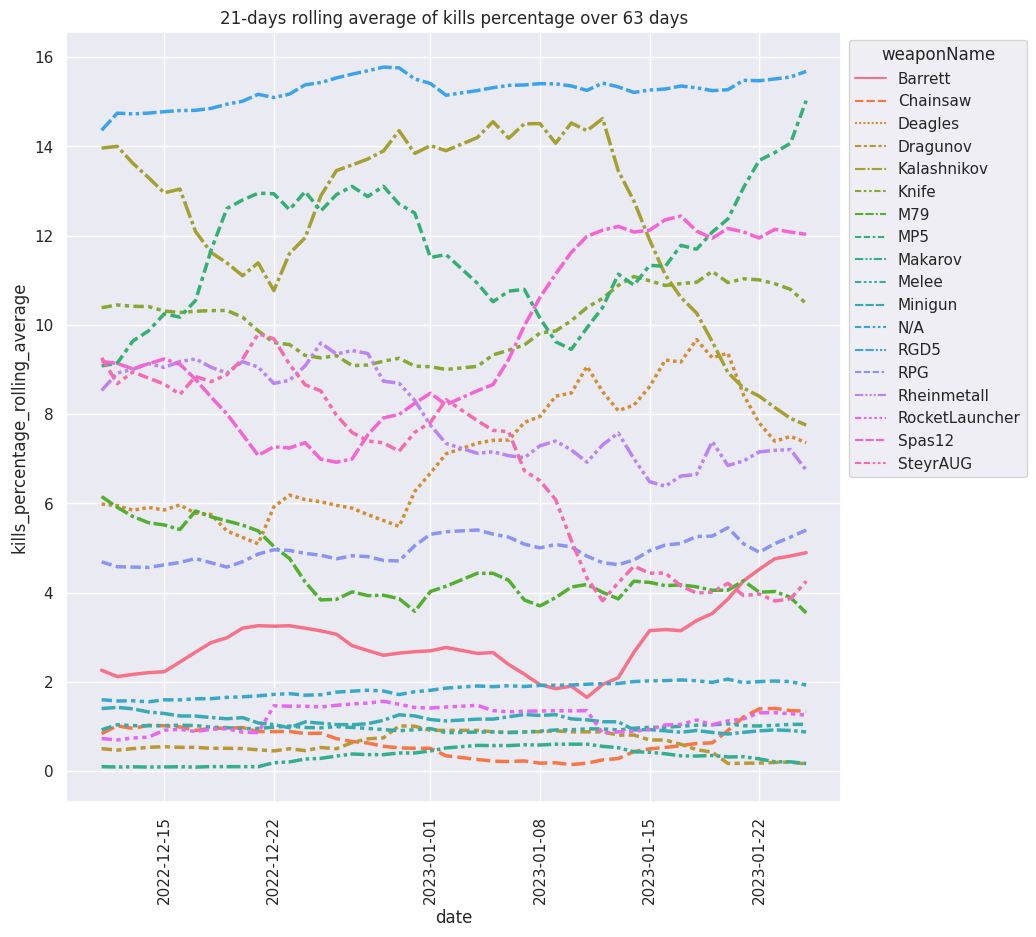 21-days rolling average of kills percentage over 63 days
kills_percentage_rolling_average
16
14
12
10
8
6
4
2
0
2022-12-15
2022-12-22
2023-01-01
2023-01-08
2023-01-15
2023-01-22
date
weaponName
Barrett
Chainsaw
Deagles
Dragunov
Kalashnikov
Knife
M79
MP5
Makarov
Melee
Minigun
N/A
RGD5
RPG
Rheinmetall
RocketLauncher
Spas12
SteyrAUG